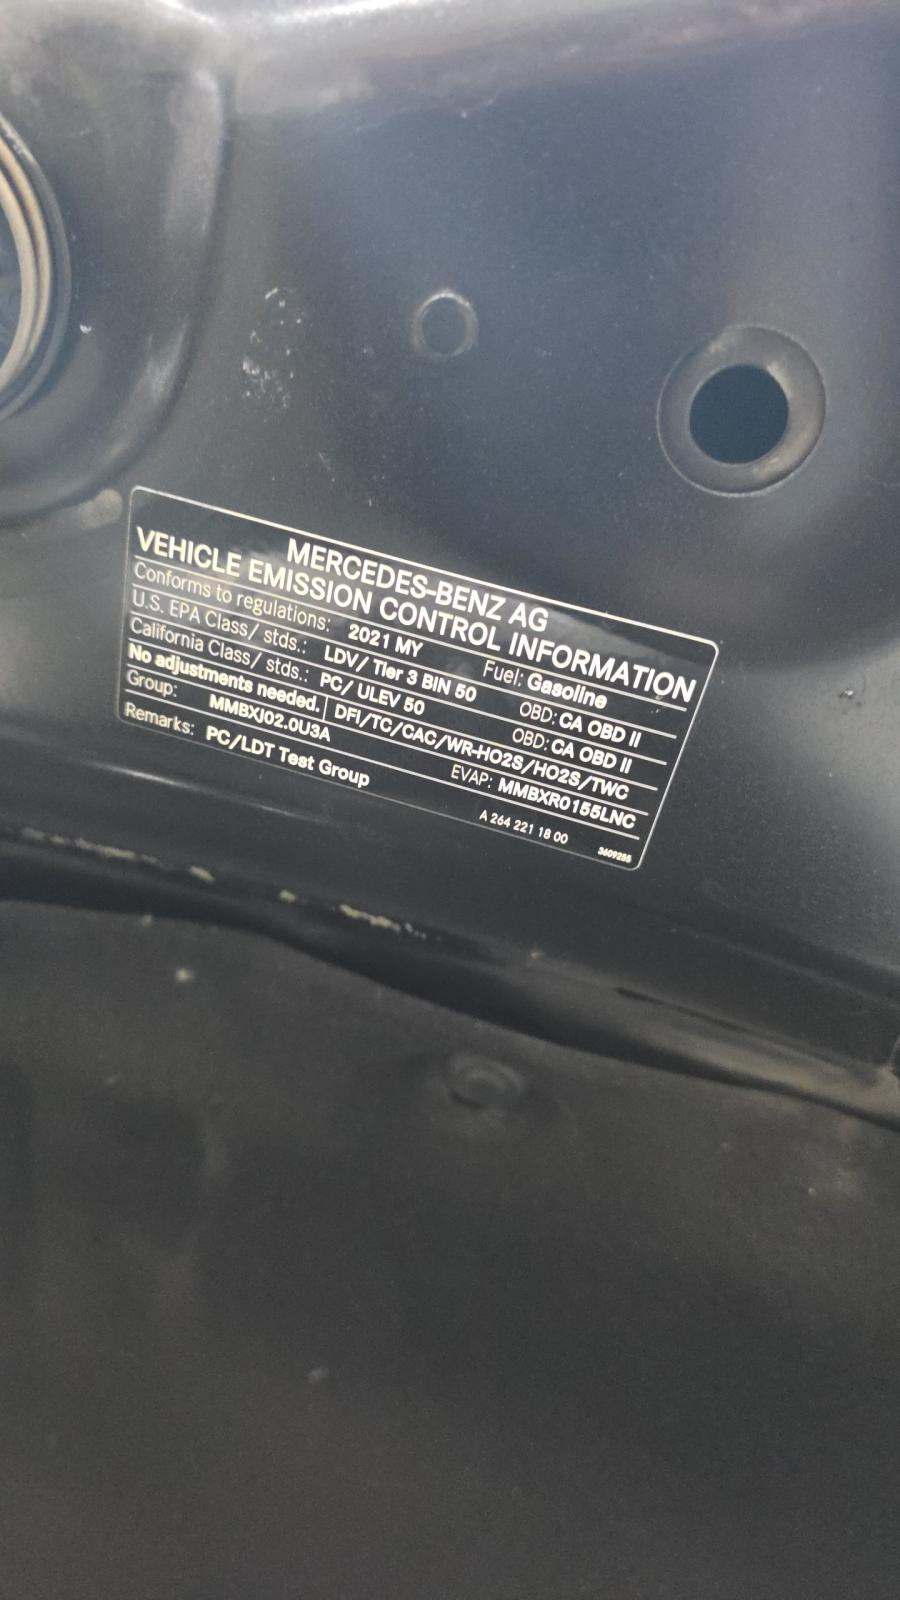 MERCEDES-BENZ AG
VEHICLE EMISSION CONTROL INFORMATION
Conforms to regulations: 2021 MY Fuel: Gasoline
U.S. EPA Class/ stds.: LDV/ Tier 3 BIN 50 OBD: CA OBD II
California Class/ stds.: PC/ ULEV 50 OBD: CA OBD II
No adjustments needed. DFI/TC/CAC/WR-HO2S/HO2S/TWC
Group: MMBXJ02.0U3A EVAP: MMBXR0155LNC
Remarks: PC/LDT Test Group
A 264 221 18 00 3609255